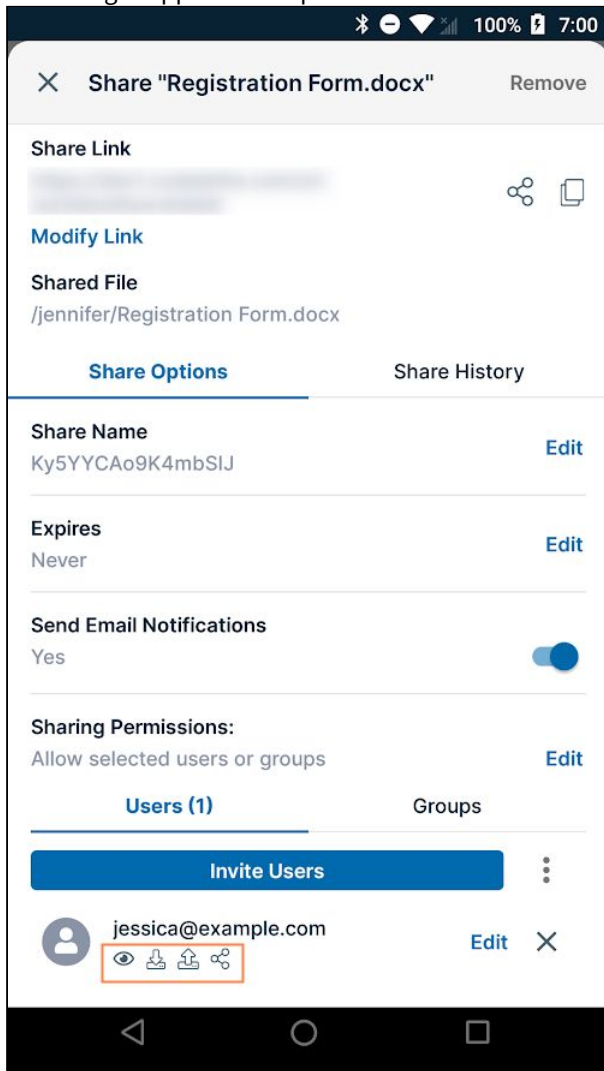 100% 7:00
Share "Registration Form.docx" Remove
Share Link
Modify Link
Shared File
/jennifer/Registration Form.docx
Share Options Share History
Share Name
Ky5YYCAo9K4mbSIJ Edit
Expires
Never Edit
Send Email Notifications
Yes
Sharing Permissions:
Allow selected users or groups Edit
Users (1) Groups
Invite Users
jessica@example.com Edit